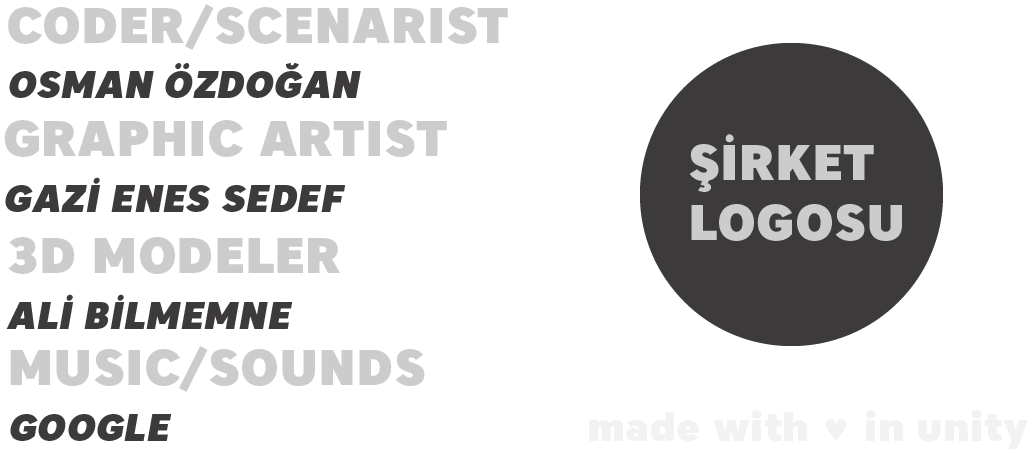 CODER/SCENARIST
OSMAN ÖZDOĞAN
GRAPHIC ARTIST
GAZİ ENES SEDEF
3D MODELER
ALİ BİLMEMNE
MUSIC/SOUNDS
GOOGLE
ŞİRKET
LOGOSU
made with ♥ in unity